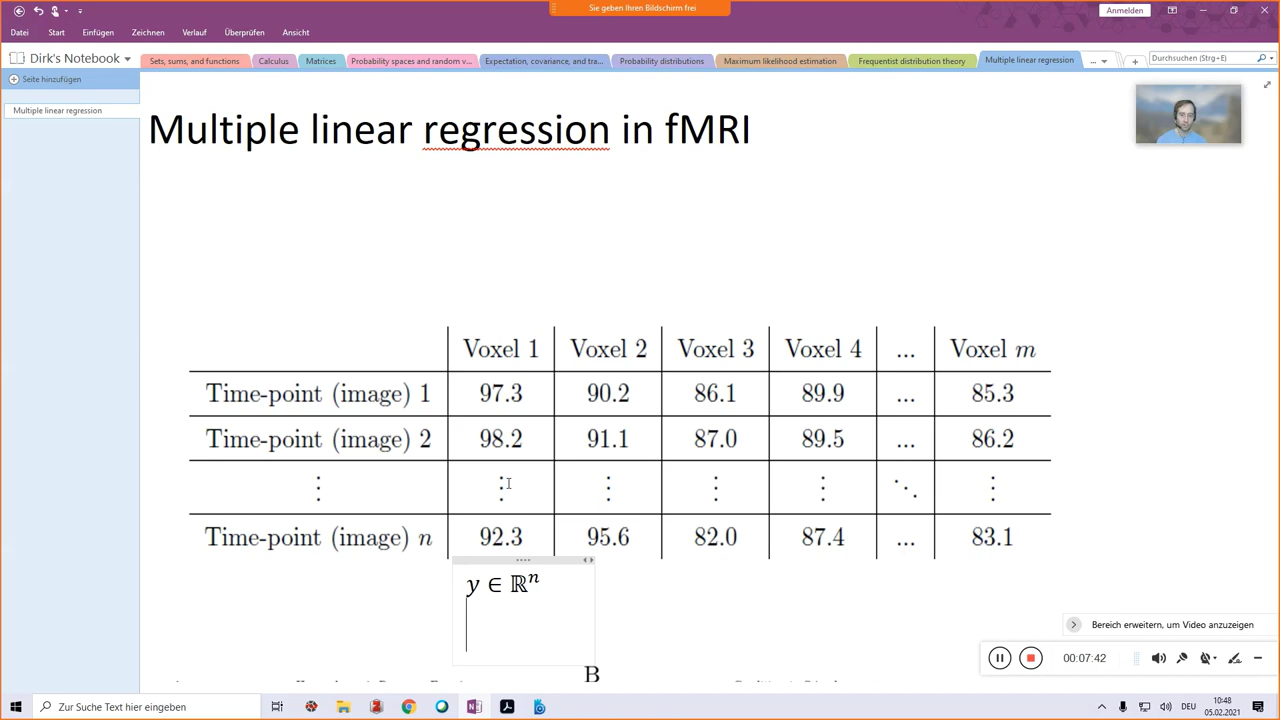 Sie geben Ihren Bildschirm frei
Anmelden
Datei Start Einfügen Zeichnen Verlauf Überprüfen Ansicht
Dirk's Notebook Sets, sums, and functions Calculus Matrices Probability spaces and random v... Expectation, covariance, and tra... Probability distributions Maximum likelihood estimation Frequentist distribution theory Multiple linear regression ... Durchsuchen (Strg+E)
Seite hinzufügen
Multiple linear regression
Multiple linear regression in fMRI
Voxel 1 Voxel 2 Voxel 3 Voxel 4 ... Voxel m
Time-point (image) 1 97.3 90.2 86.1 89.9 ... 85.3
Time-point (image) 2 98.2 91.1 87.0 89.5 ... 86.2
⋮ ⋮ ⋮ ⋮ ⋮ ⋱ ⋮
Time-point (image) n 92.3 95.6 82.0 87.4 ... 83.1
y ∈ ℝⁿ
Bereich erweitern, um Video anzuzeigen
00:07:42
B
Zur Suche Text hier eingeben
DEU
10:48
05.02.2021